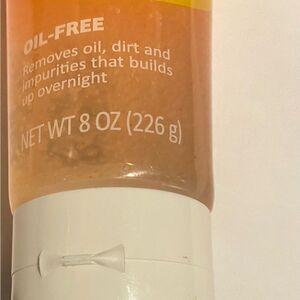 OIL-FREE
Removes oil, dirt and
impurities that builds
up overnight
NET WT 8 OZ (226 g)